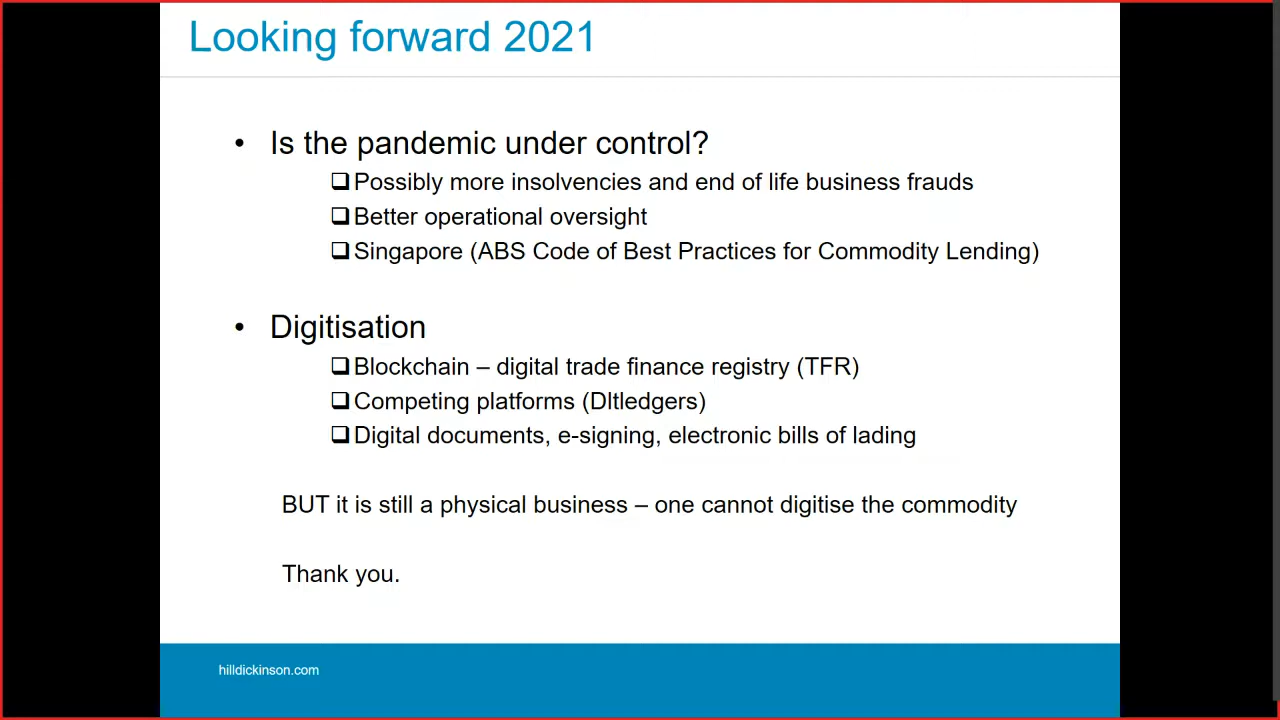 Looking forward 2021
• Is the pandemic under control?
❑Possibly more insolvencies and end of life business frauds
❑Better operational oversight
❑Singapore (ABS Code of Best Practices for Commodity Lending)
• Digitisation
❑Blockchain – digital trade finance registry (TFR)
❑Competing platforms (Dltledgers)
❑Digital documents, e-signing, electronic bills of lading
BUT it is still a physical business – one cannot digitise the commodity
Thank you.
hilldickinson.com